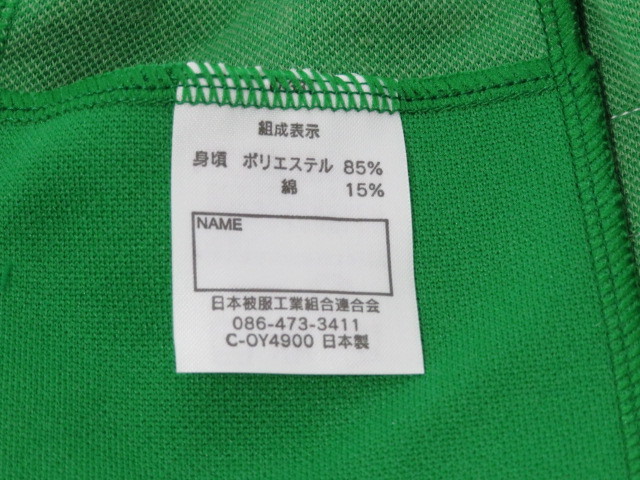 組成表示
身頃 ポリエステル 85%
綿 15%
NAME
日本被服工業組合連合会
086-473-3411
C-OY4900 日本製